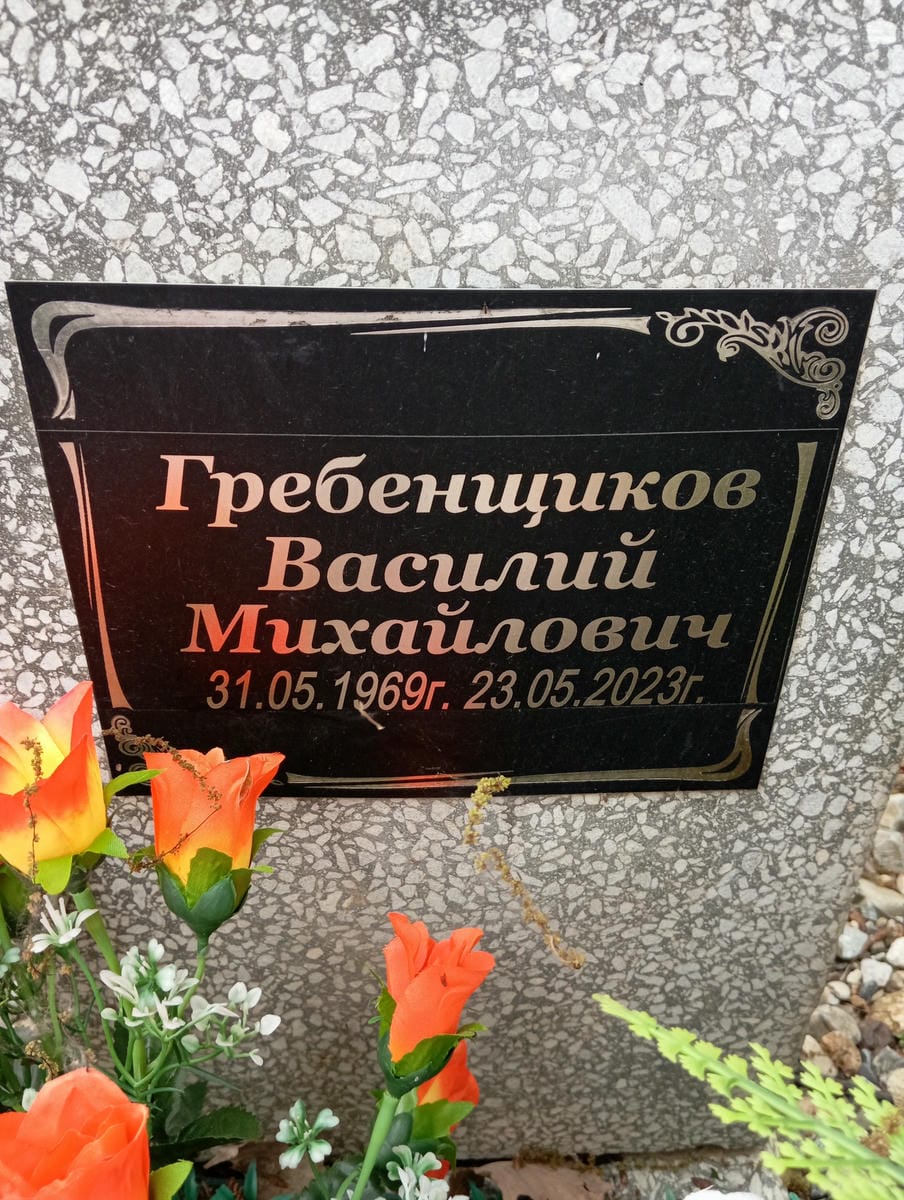 Гребенщиков
Василий
Михайлович
31.05.1969г. 23.05.2023г.